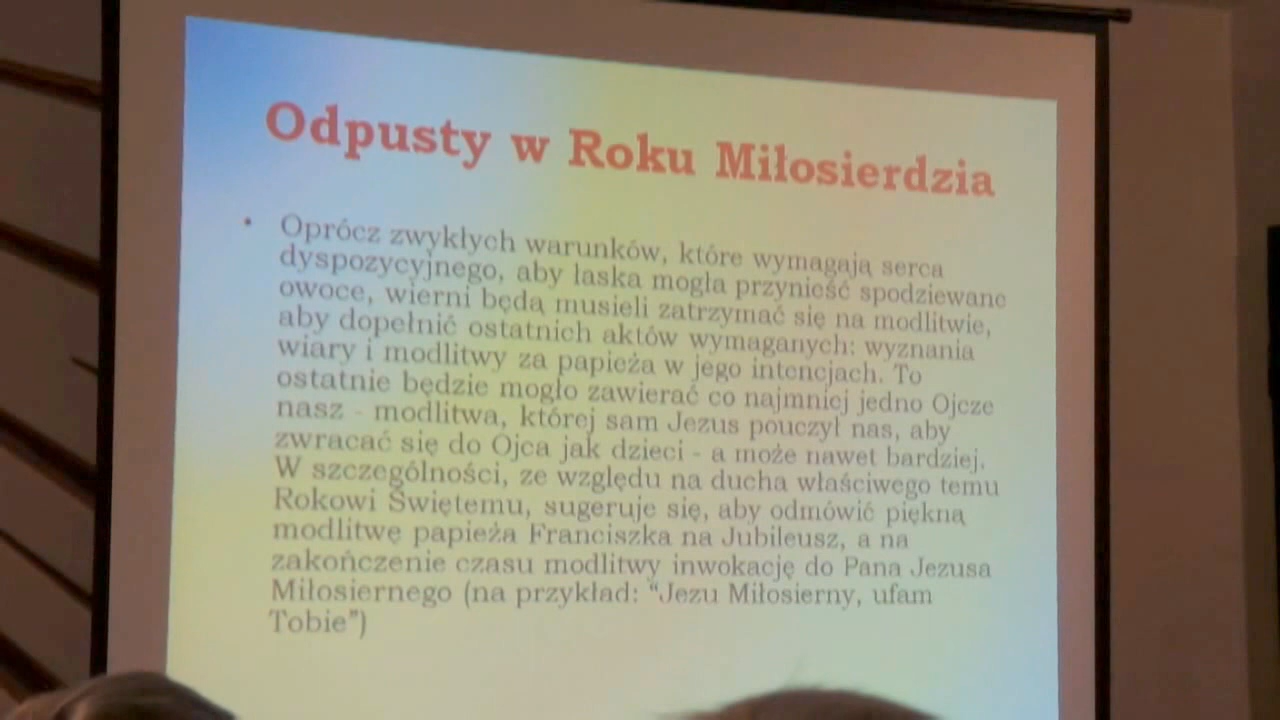 Odpusty w Roku Miłosierdzia
• Oprócz zwykłych warunków, które wymagają serca
dyspozycyjnego, aby łaska mogła przynieść spodziewane
owoce, wierni będą musieli zatrzymać się na modlitwie,
aby dopełnić ostatnich aktów wymaganych: wyznania
wiary i modlitwy za papieża w jego intencjach. To
ostatnie będzie mogło zawierać co najmniej jedno Ojcze
nasz - modlitwa, której sam Jezus pouczył nas, aby
zwracać się do Ojca jak dzieci - a może nawet bardziej.
W szczególności, ze względu na ducha właściwego temu
Rokowi Świętemu, sugeruje się, aby odmówić piękną
modlitwę papieża Franciszka na Jubileusz, a na
zakończenie czasu modlitwy inwokację do Pana Jezusa
Miłosiernego (na przykład: "Jezu Miłosierny, ufam
Tobie")